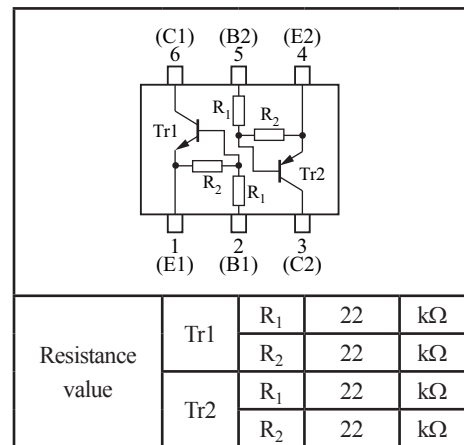 (C1) (B2) (E2)
6 5 4
R1
R2
Tr1
R2
Tr2
R1
1 2 3
(E1) (B1) (C2)
Resistance value Tr1 R1 22 kΩ
R2 22 kΩ
Tr2 R1 22 kΩ
R2 22 kΩ